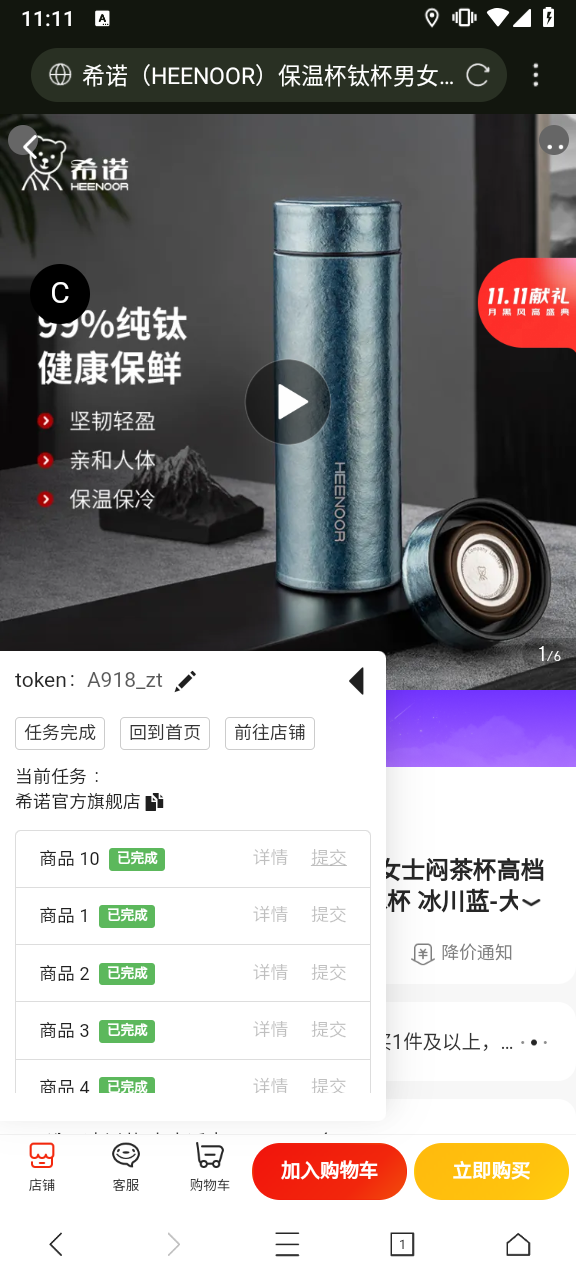 11:11
A
希诺（HEENOOR）保温杯钛杯男女...
希诺
HEENOOR
C
11.11献礼
月黑风高盛典
99%纯钛
健康保鲜
坚韧轻盈
亲和人体
保温保冷
HEENOOR
1/6
token： A918_zt
任务完成 回到首页 前往店铺
当前任务：
希诺官方旗舰店
商品 10 已完成 详情 提交
商品 1 已完成 详情 提交
商品 2 已完成 详情 提交
商品 3 已完成 详情 提交
商品 4 已完成 详情 提交
女士闷茶杯高档
杯 冰川蓝-大
降价通知
买1件及以上，...
店铺 客服 购物车 加入购物车 立即购买
1